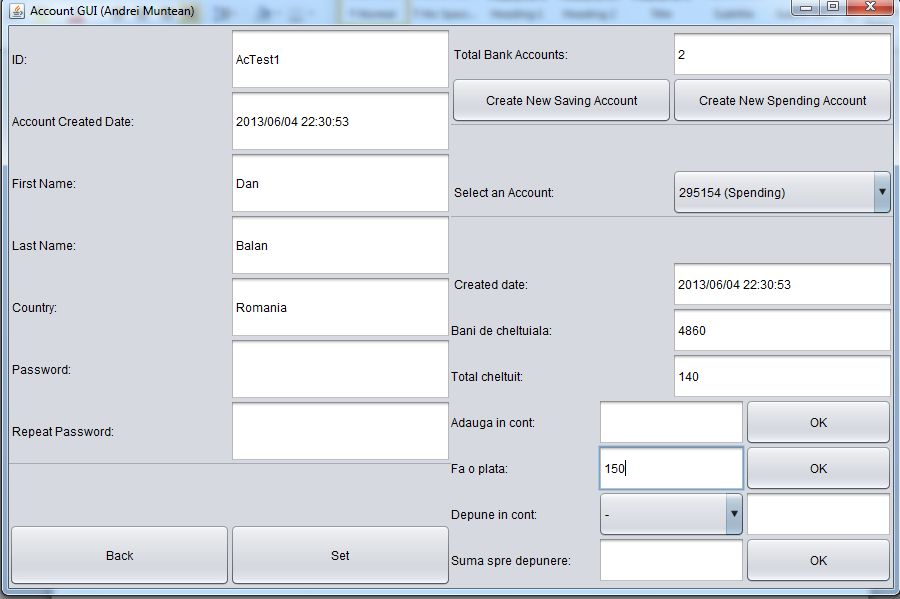 Account GUI (Andrei Muntean)
ID:
AcTest1
Account Created Date:
2013/06/04 22:30:53
First Name:
Dan
Last Name:
Balan
Country:
Romania
Password:
Repeat Password:
Back
Set
Total Bank Accounts:
2
Create New Saving Account
Create New Spending Account
Select an Account:
295154 (Spending)
Created date:
2013/06/04 22:30:53
Bani de cheltuiala:
4860
Total cheltuit:
140
Adauga in cont:
OK
Fa o plata:
150
OK
Depune in cont:
-
Suma spre depunere:
OK